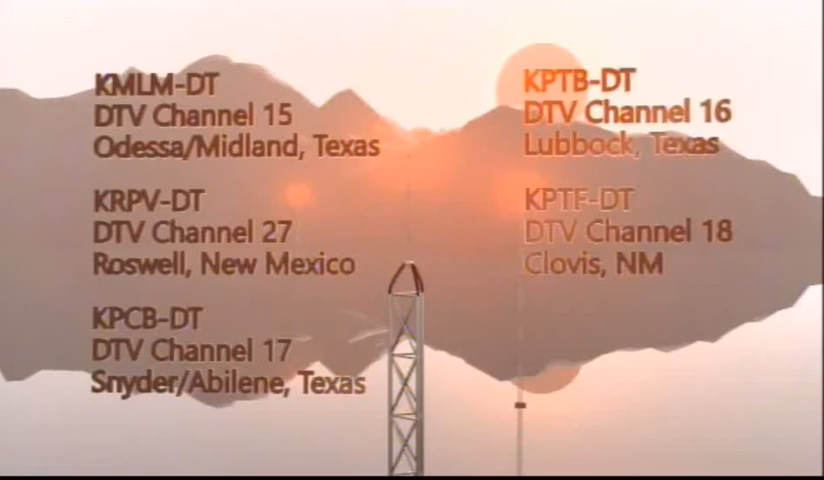 KMLM-DT
DTV Channel 15
Odessa/Midland, Texas
KRPV-DT
DTV Channel 27
Roswell, New Mexico
KPCB-DT
DTV Channel 17
Snyder/Abilene, Texas
KPTB-DT
DTV Channel 16
Lubbock, Texas
KPTF-DT
DTV Channel 18
Clovis, NM